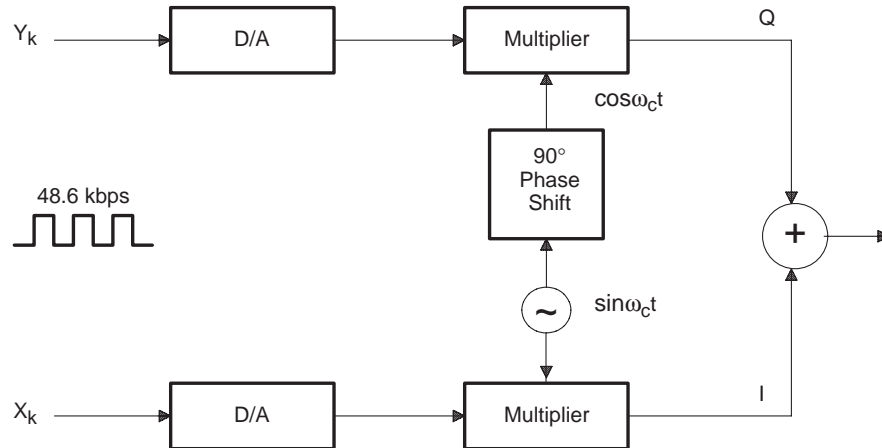 Yk
D/A
Multiplier
Q
cosωct
90°
Phase
Shift
48.6 kbps
+
~
sinωct
Xk
D/A
Multiplier
I